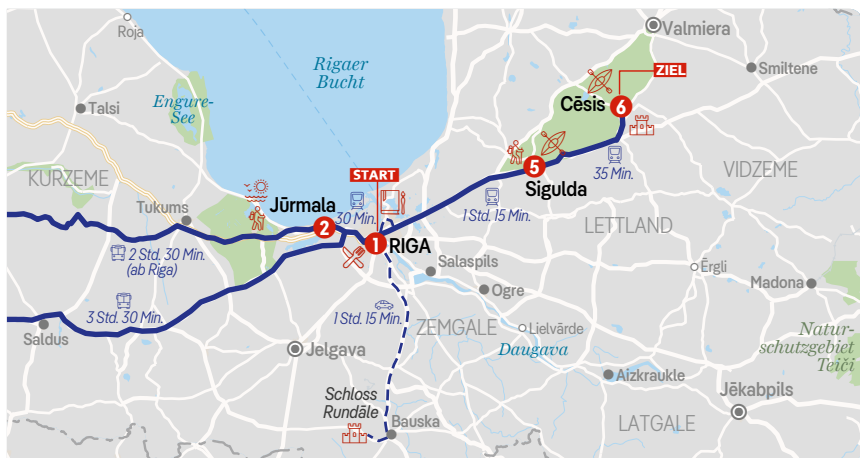 Roja
Rigaer
Bucht
Valmiera
ZIEL
Smiltene
Talsi
Engure-
See
Cēsis
6
START
5
Sigulda
35 Min.
VIDZEME
KURZEME
Jūrmala
30 Min.
1 Std. 15 Min.
Tukums
2
1
RIGA
LETTLAND
2 Std. 30 Min.
(ab Riga)
Salaspils
Ērgli
Ogre
Madona
3 Std. 30 Min.
1 Std. 15 Min.
ZEMGALE
Lielvārde
Saldus
Jelgava
Daugava
Natur-
schutzgebiet
Teiči
Aizkraukle
Jēkabpils
Schloss
Rundāle
Bauska
LATGALE